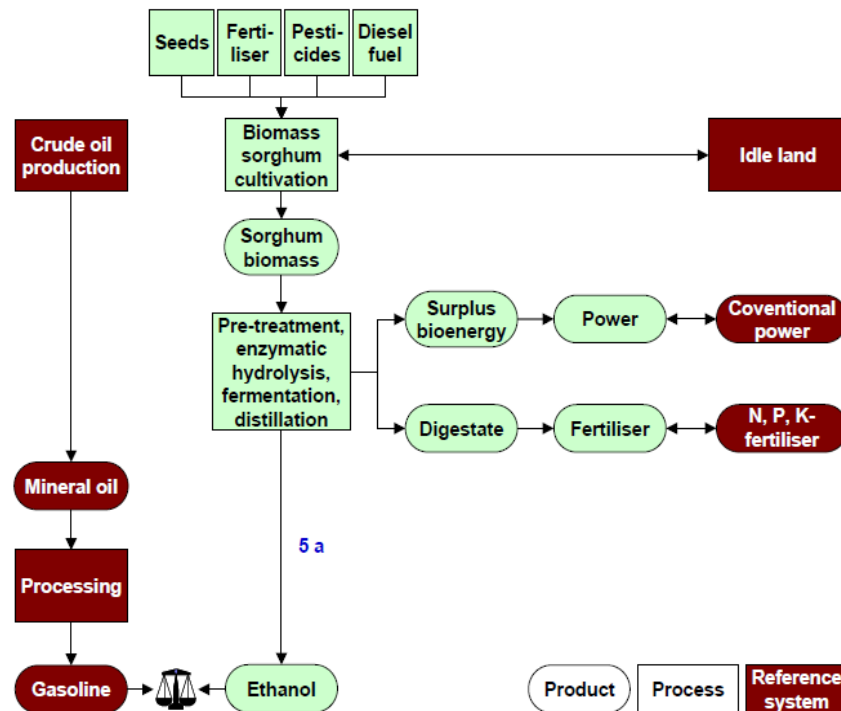 Seeds
Ferti-
liser
Pesti-
cides
Diesel
fuel
Crude oil
production
Biomass
sorghum
cultivation
Idle land
Sorghum
biomass
Pre-treatment,
enzymatic
hydrolysis,
fermentation,
distillation
Surplus
bioenergy
Power
Coventional
power
Digestate
Fertiliser
N, P, K-
fertiliser
Mineral oil
5 a
Processing
Gasoline
Ethanol
Product
Process
Reference
system